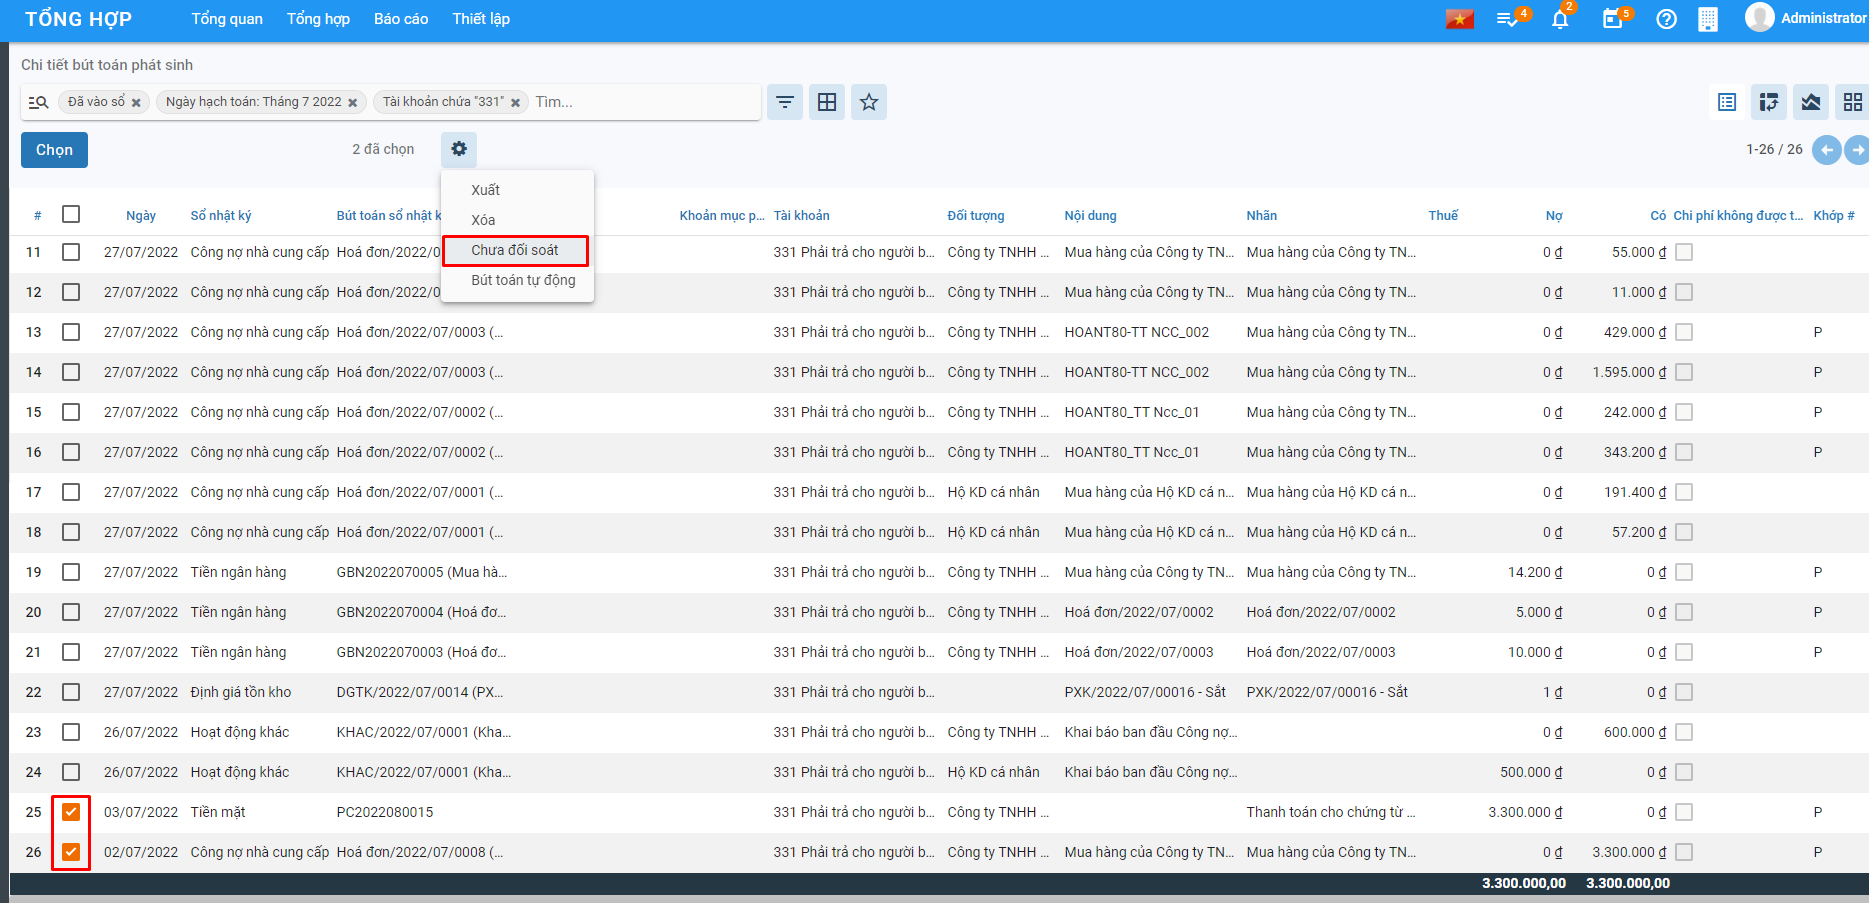 TỔNG HỢP Tổng quan Tổng hợp Báo cáo Thiết lập 4 2 5 Administrator
Chi tiết bút toán phát sinh
Đã vào sổ Ngày hạch toán: Tháng 7 2022 Tài khoản chứa "331" Tìm...
Chọn 2 đã chọn 1-26 / 26
Xuất
Xóa
Chưa đối soát
Bút toán tự động
# Ngày Sổ nhật ký Bút toán sổ nhật k Khoản mục p... Tài khoản Đối tượng Nội dung Nhãn Thuế Nợ Có Chi phí không được t... Khớp #
11 27/07/2022 Công nợ nhà cung cấp Hoá đơn/2022/0 331 Phải trả cho người b... Công ty TNHH ... Mua hàng của Công ty TN... Mua hàng của Công ty TN... 0 ₫ 55.000 ₫
12 27/07/2022 Công nợ nhà cung cấp Hoá đơn/2022/0 331 Phải trả cho người b... Công ty TNHH ... Mua hàng của Công ty TN... Mua hàng của Công ty TN... 0 ₫ 11.000 ₫
13 27/07/2022 Công nợ nhà cung cấp Hoá đơn/2022/07/0003 (... 331 Phải trả cho người b... Công ty TNHH ... HOANT80-TT NCC_002 Mua hàng của Công ty TN... 0 ₫ 429.000 ₫ P
14 27/07/2022 Công nợ nhà cung cấp Hoá đơn/2022/07/0003 (... 331 Phải trả cho người b... Công ty TNHH ... HOANT80-TT NCC_002 Mua hàng của Công ty TN... 0 ₫ 1.595.000 ₫ P
15 27/07/2022 Công nợ nhà cung cấp Hoá đơn/2022/07/0002 (... 331 Phải trả cho người b... Công ty TNHH ... HOANT80_TT Ncc_01 Mua hàng của Công ty TN... 0 ₫ 242.000 ₫ P
16 27/07/2022 Công nợ nhà cung cấp Hoá đơn/2022/07/0002 (... 331 Phải trả cho người b... Công ty TNHH ... HOANT80_TT Ncc_01 Mua hàng của Công ty TN... 0 ₫ 343.200 ₫ P
17 27/07/2022 Công nợ nhà cung cấp Hoá đơn/2022/07/0001 (... 331 Phải trả cho người b... Hộ KD cá nhân Mua hàng của Hộ KD cá n... Mua hàng của Hộ KD cá n... 0 ₫ 191.400 ₫
18 27/07/2022 Công nợ nhà cung cấp Hoá đơn/2022/07/0001 (... 331 Phải trả cho người b... Hộ KD cá nhân Mua hàng của Hộ KD cá n... Mua hàng của Hộ KD cá n... 0 ₫ 57.200 ₫
19 27/07/2022 Tiền ngân hàng GBN2022070005 (Mua hà... 331 Phải trả cho người b... Công ty TNHH ... Mua hàng của Công ty TN... Mua hàng của Công ty TN... 14.200 ₫ 0 ₫ P
20 27/07/2022 Tiền ngân hàng GBN2022070004 (Hoá đơ... 331 Phải trả cho người b... Công ty TNHH ... Hoá đơn/2022/07/0002 Hoá đơn/2022/07/0002 5.000 ₫ 0 ₫ P
21 27/07/2022 Tiền ngân hàng GBN2022070003 (Hoá đơ... 331 Phải trả cho người b... Công ty TNHH ... Hoá đơn/2022/07/0003 Hoá đơn/2022/07/0003 10.000 ₫ 0 ₫ P
22 27/07/2022 Định giá tồn kho DGTK/2022/07/0014 (PX... 331 Phải trả cho người b... PXK/2022/07/00016 - Sắt PXK/2022/07/00016 - Sắt 1 ₫ 0 ₫
23 26/07/2022 Hoạt động khác KHAC/2022/07/0001 (Kha... 331 Phải trả cho người b... Công ty TNHH ... Khai báo ban đầu Công nợ... 0 ₫ 600.000 ₫
24 26/07/2022 Hoạt động khác KHAC/2022/07/0001 (Kha... 331 Phải trả cho người b... Hộ KD cá nhân Khai báo ban đầu Công nợ... 500.000 ₫ 0 ₫
25 03/07/2022 Tiền mặt PC2022080015 331 Phải trả cho người b... Công ty TNHH ... Thanh toán cho chứng từ ... 3.300.000 ₫ 0 ₫ P
26 02/07/2022 Công nợ nhà cung cấp Hoá đơn/2022/07/0008 (... 331 Phải trả cho người b... Công ty TNHH ... Mua hàng của Công ty TN... Mua hàng của Công ty TN... 0 ₫ 3.300.000 ₫ P
3.300.000,00 3.300.000,00